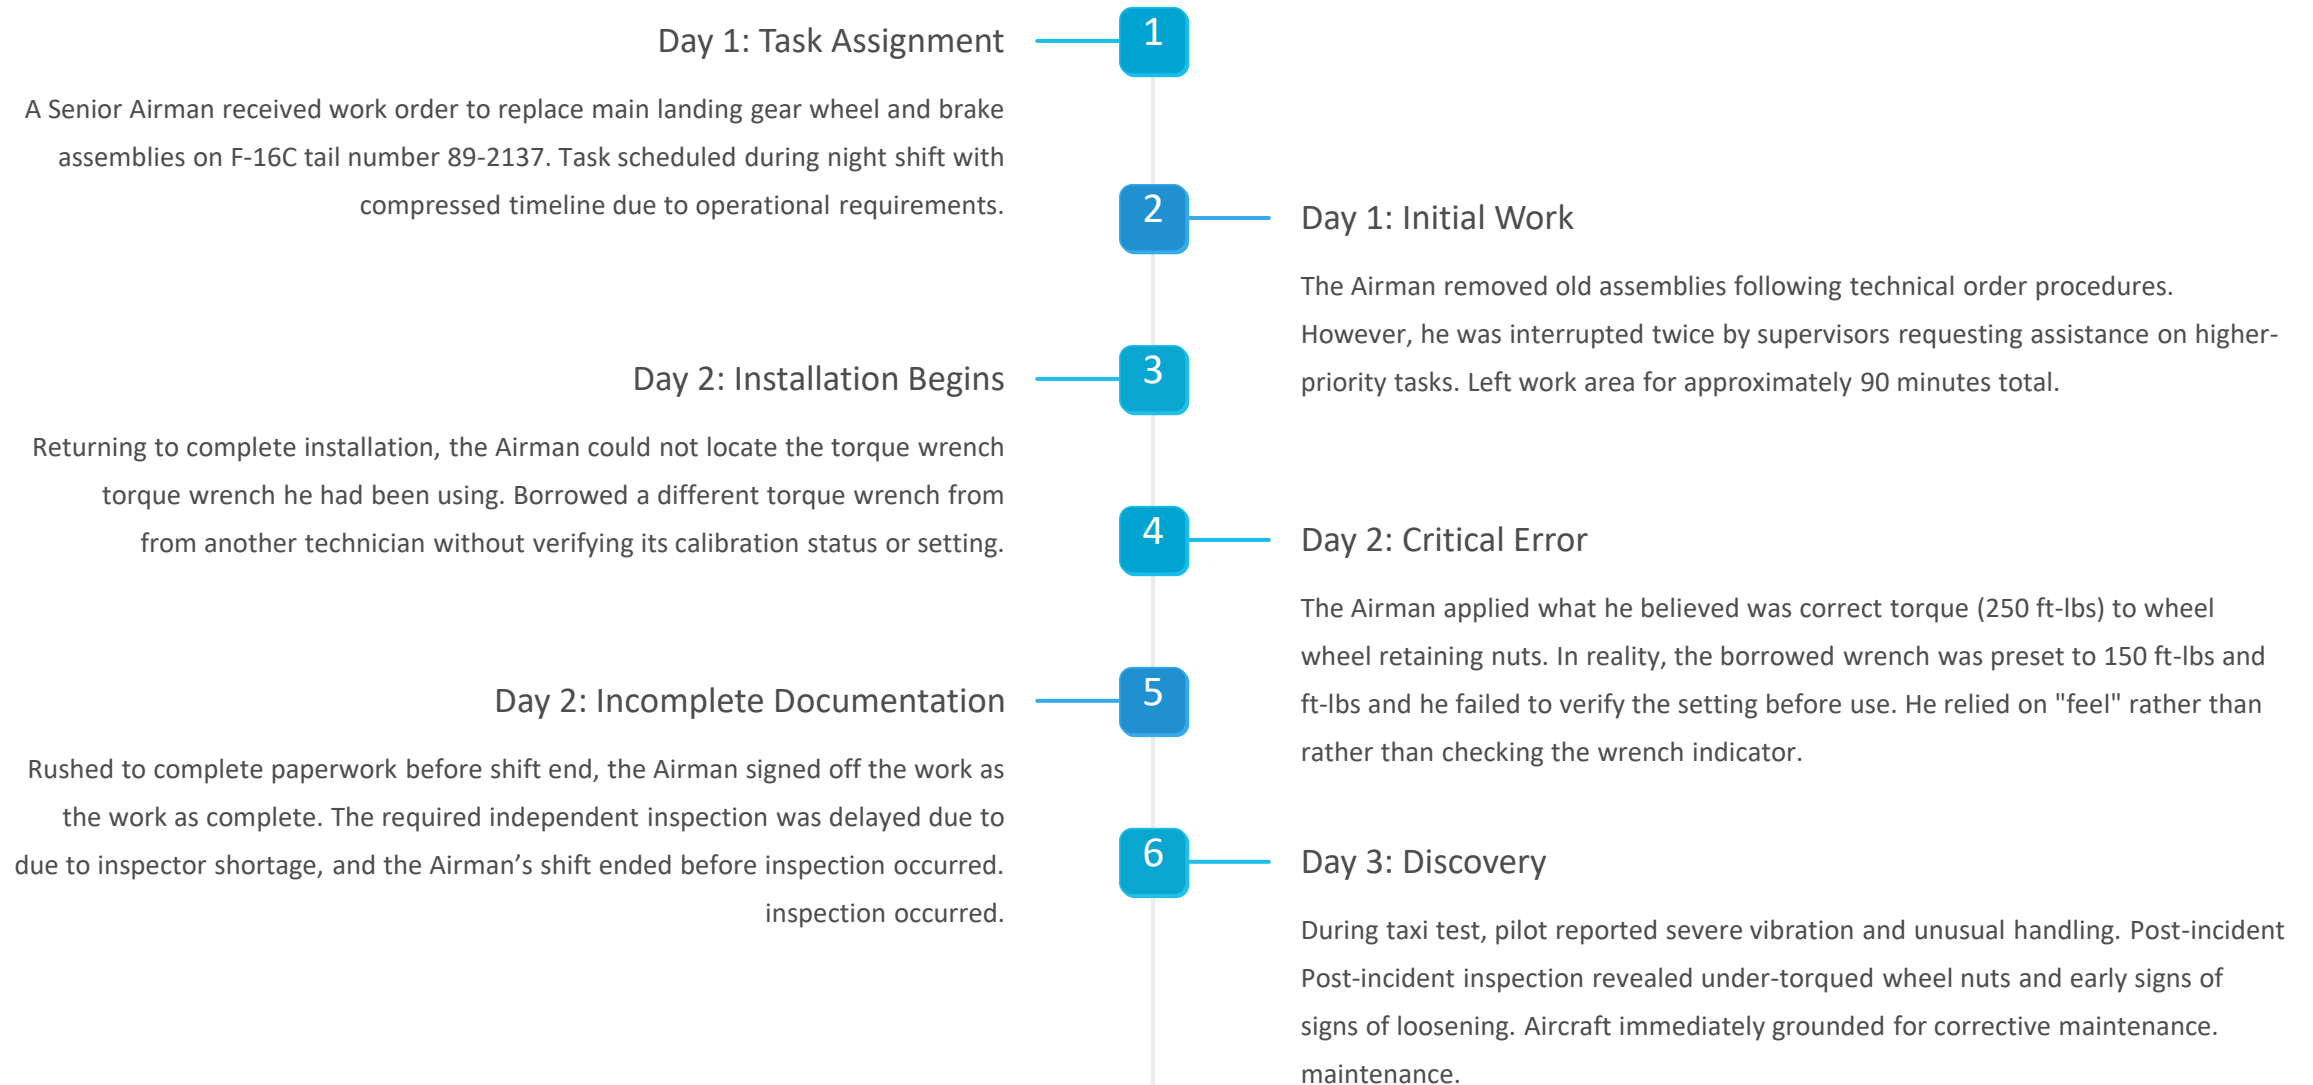 1
Day 1: Task Assignment
A Senior Airman received work order to replace main landing gear wheel and brake
assemblies on F-16C tail number 89-2137. Task scheduled during night shift with
compressed timeline due to operational requirements.
2
Day 1: Initial Work
The Airman removed old assemblies following technical order procedures.
However, he was interrupted twice by supervisors requesting assistance on higher-
priority tasks. Left work area for approximately 90 minutes total.
3
Day 2: Installation Begins
Returning to complete installation, the Airman could not locate the torque wrench
torque wrench he had been using. Borrowed a different torque wrench from
from another technician without verifying its calibration status or setting.
4
Day 2: Critical Error
The Airman applied what he believed was correct torque (250 ft-lbs) to wheel
wheel retaining nuts. In reality, the borrowed wrench was preset to 150 ft-lbs and
ft-lbs and he failed to verify the setting before use. He relied on "feel" rather than
rather than checking the wrench indicator.
5
Day 2: Incomplete Documentation
Rushed to complete paperwork before shift end, the Airman signed off the work as
the work as complete. The required independent inspection was delayed due to
due to inspector shortage, and the Airman’s shift ended before inspection occurred.
inspection occurred.
6
Day 3: Discovery
During taxi test, pilot reported severe vibration and unusual handling. Post-incident
Post-incident inspection revealed under-torqued wheel nuts and early signs of
signs of loosening. Aircraft immediately grounded for corrective maintenance.
maintenance.